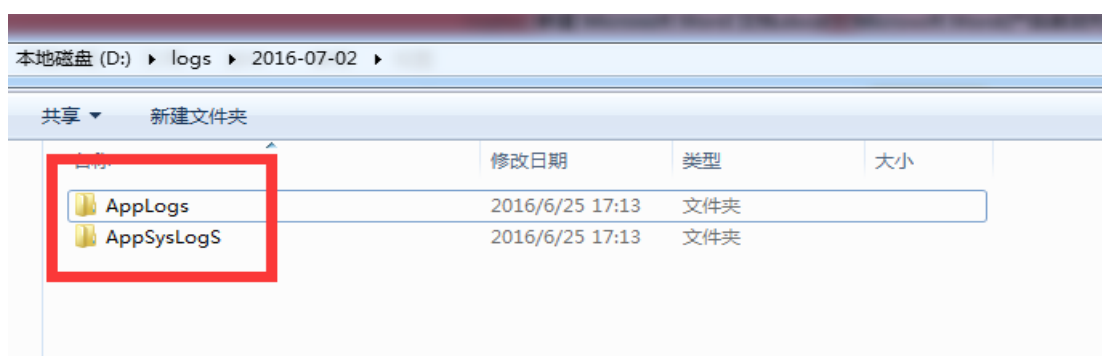 本地磁盘 (D:) ▸ logs ▸ 2016-07-02 ▸
共享 新建文件夹
名称 修改日期 类型 大小
AppLogs 2016/6/25 17:13 文件夹
AppSysLogS 2016/6/25 17:13 文件夹